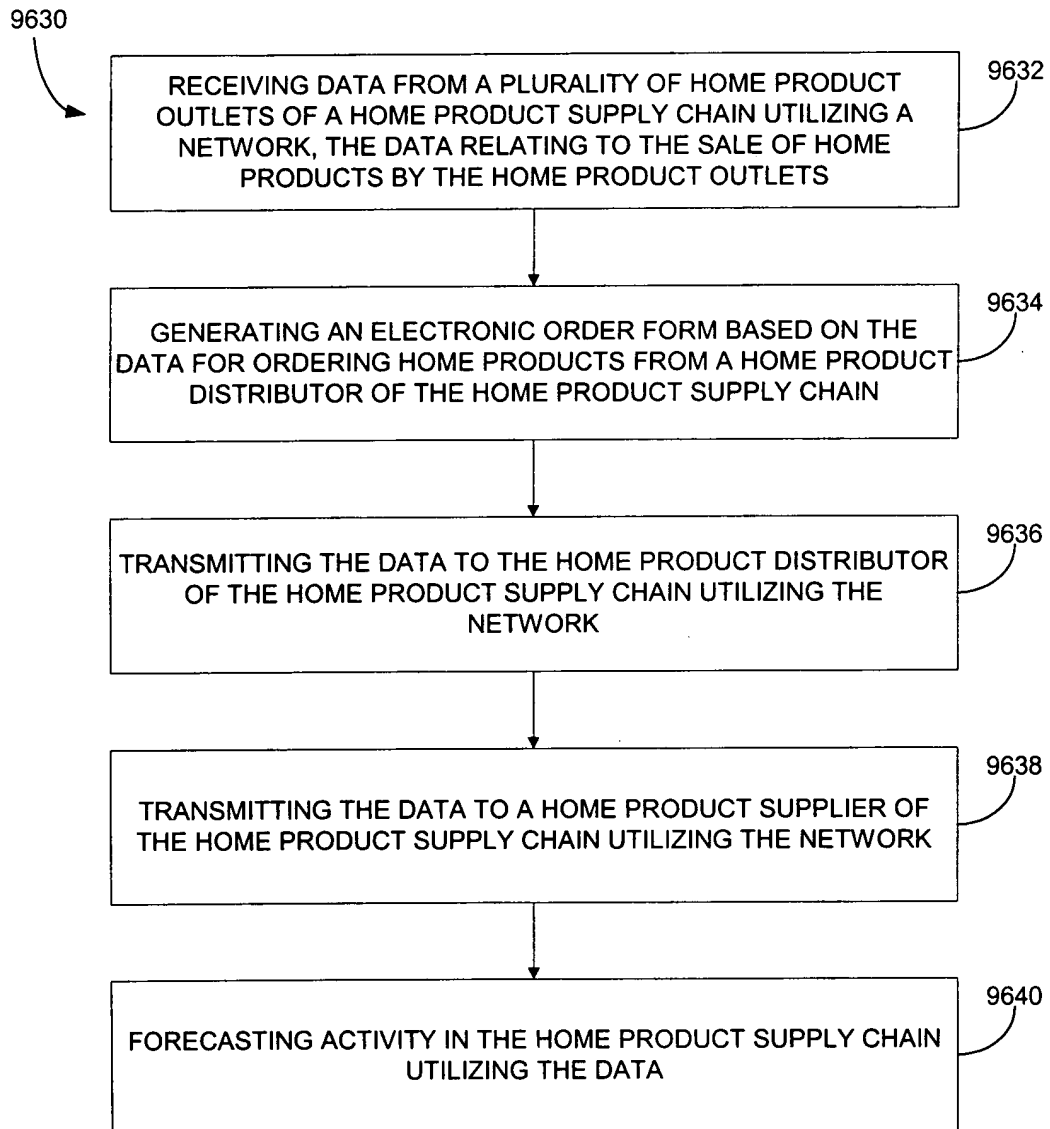 9630
9632
RECEIVING DATA FROM A PLURALITY OF HOME PRODUCT
OUTLETS OF A HOME PRODUCT SUPPLY CHAIN UTILIZING A
NETWORK, THE DATA RELATING TO THE SALE OF HOME
PRODUCTS BY THE HOME PRODUCT OUTLETS
9634
GENERATING AN ELECTRONIC ORDER FORM BASED ON THE
DATA FOR ORDERING HOME PRODUCTS FROM A HOME PRODUCT
DISTRIBUTOR OF THE HOME PRODUCT SUPPLY CHAIN
9636
TRANSMITTING THE DATA TO THE HOME PRODUCT DISTRIBUTOR
OF THE HOME PRODUCT SUPPLY CHAIN UTILIZING THE
NETWORK
9638
TRANSMITTING THE DATA TO A HOME PRODUCT SUPPLIER OF
THE HOME PRODUCT SUPPLY CHAIN UTILIZING THE NETWORK
9640
FORECASTING ACTIVITY IN THE HOME PRODUCT SUPPLY CHAIN
UTILIZING THE DATA